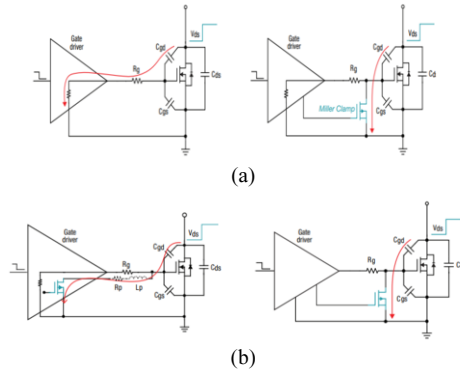 Gate
driver
Rg
Cgd
Cgs
Vds
Cds
Gate
driver
Rg
Miller Clamp
Cgd
Cgs
Vds
Cd
(a)
Gate
driver
Rg
Rp
Lp
Cgd
Cgs
Vds
Cds
Gate
driver
Rg
Cgd
Cgs
Vds
C
(b)